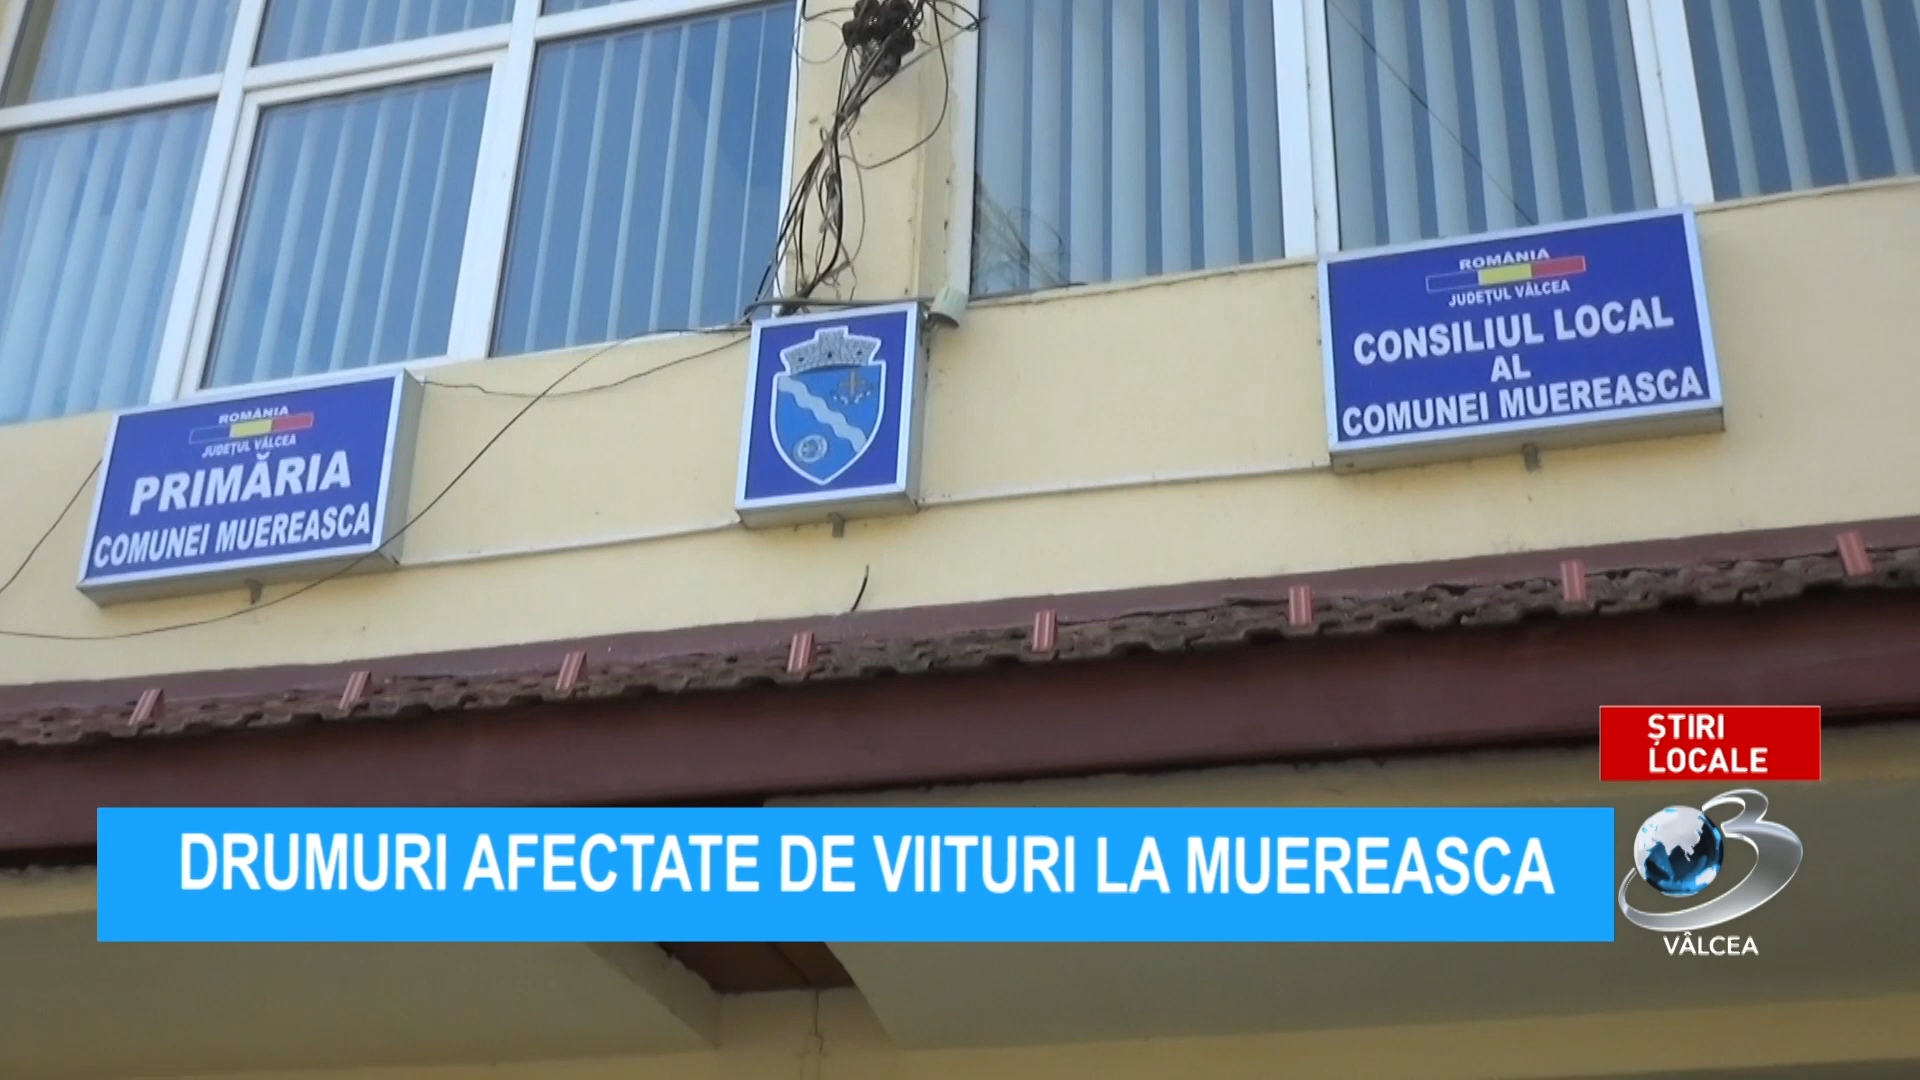 ROMÂNIA
JUDEȚUL VÂLCEA
PRIMĂRIA
COMUNEI MUEREASCA
ROMÂNIA
JUDEȚUL VÂLCEA
CONSILIUL LOCAL
AL
COMUNEI MUEREASCA
ȘTIRI
LOCALE
DRUMURI AFECTATE DE VIITURI LA MUEREASCA
3
VÂLCEA